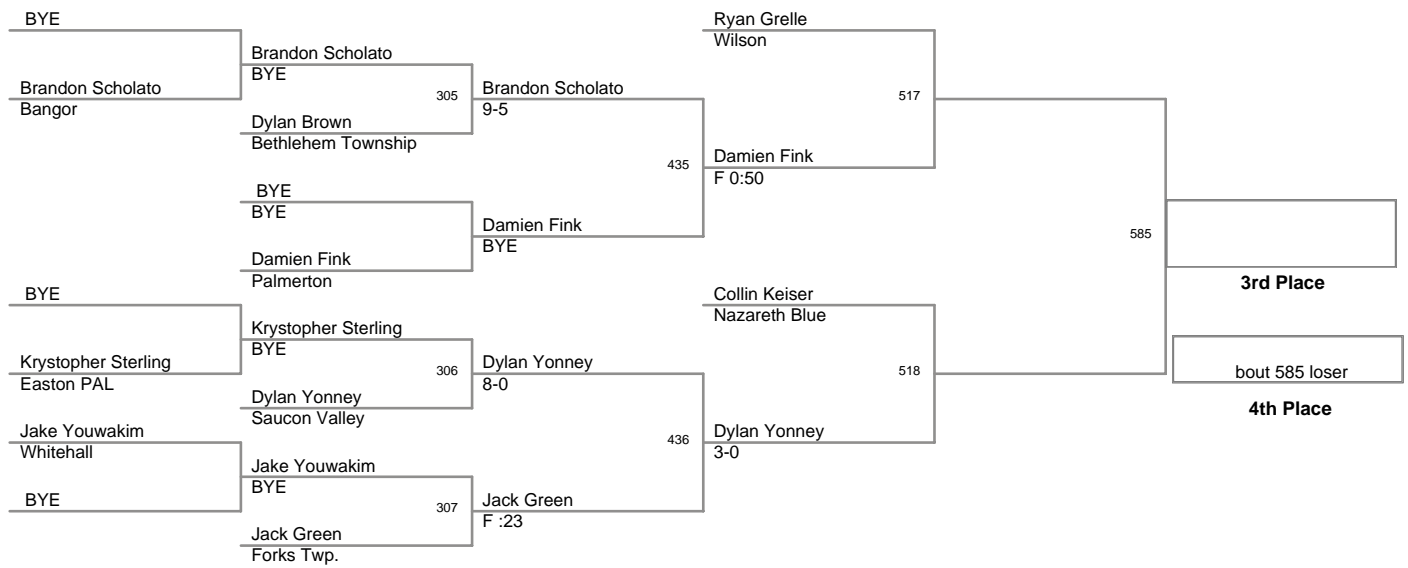 BYE
Brandon Scholato
Bangor
Brandon Scholato
BYE
305
Dylan Brown
Bethlehem Township
Brandon Scholato
9-5
BYE
BYE
Damien Fink
Palmerton
Damien Fink
BYE
435
Ryan Grelle
Wilson
517
Damien Fink
F 0:50
BYE
Krystopher Sterling
Easton PAL
Krystopher Sterling
BYE
306
Dylan Yonney
Saucon Valley
Dylan Yonney
8-0
Jake Youwakim
Whitehall
BYE
Jake Youwakim
BYE
307
Jack Green
Forks Twp.
Jack Green
F :23
436
Collin Keiser
Nazareth Blue
518
Dylan Yonney
3-0
585
3rd Place
bout 585 loser
4th Place